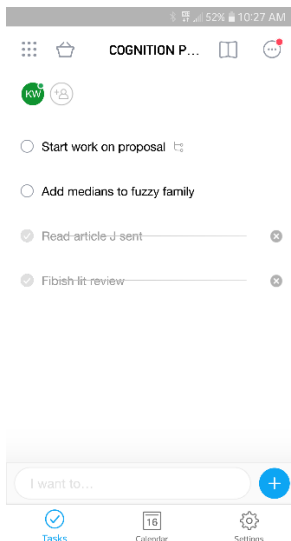 52% 10:27 AM
COGNITION P...
KW
Start work on proposal
Add medians to fuzzy family
Read article J sent
Fibish lit review
I want to...
16
Tasks Calendar Settings